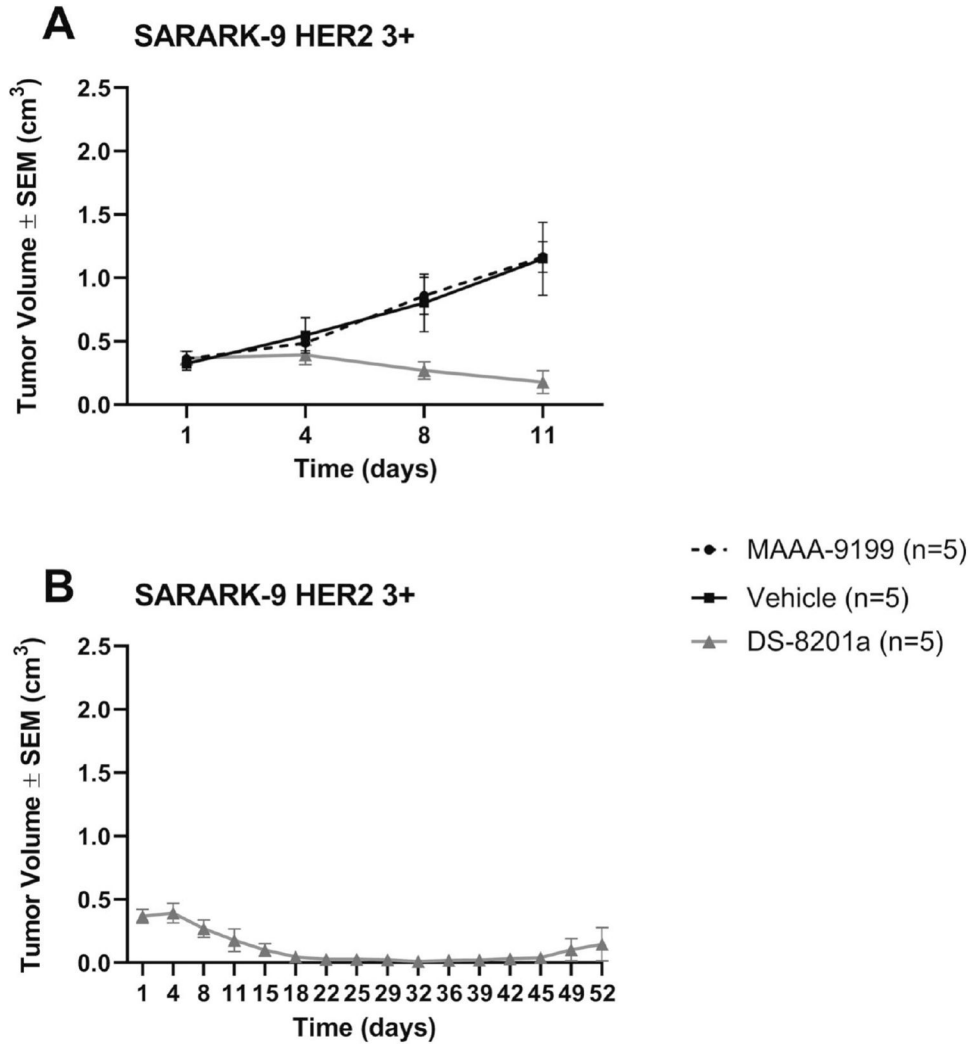 A
SARARK-9 HER2 3+
Tumor Volume ± SEM (cm³)
2.5
2.0
1.5
1.0
0.5
0.0
1 4 8 11
Time (days)
MAAA-9199 (n=5)
Vehicle (n=5)
DS-8201a (n=5)
B
SARARK-9 HER2 3+
Tumor Volume ± SEM (cm³)
2.5
2.0
1.5
1.0
0.5
0.0
1 4 8 11 15 18 22 25 29 32 36 39 42 45 49 52
Time (days)